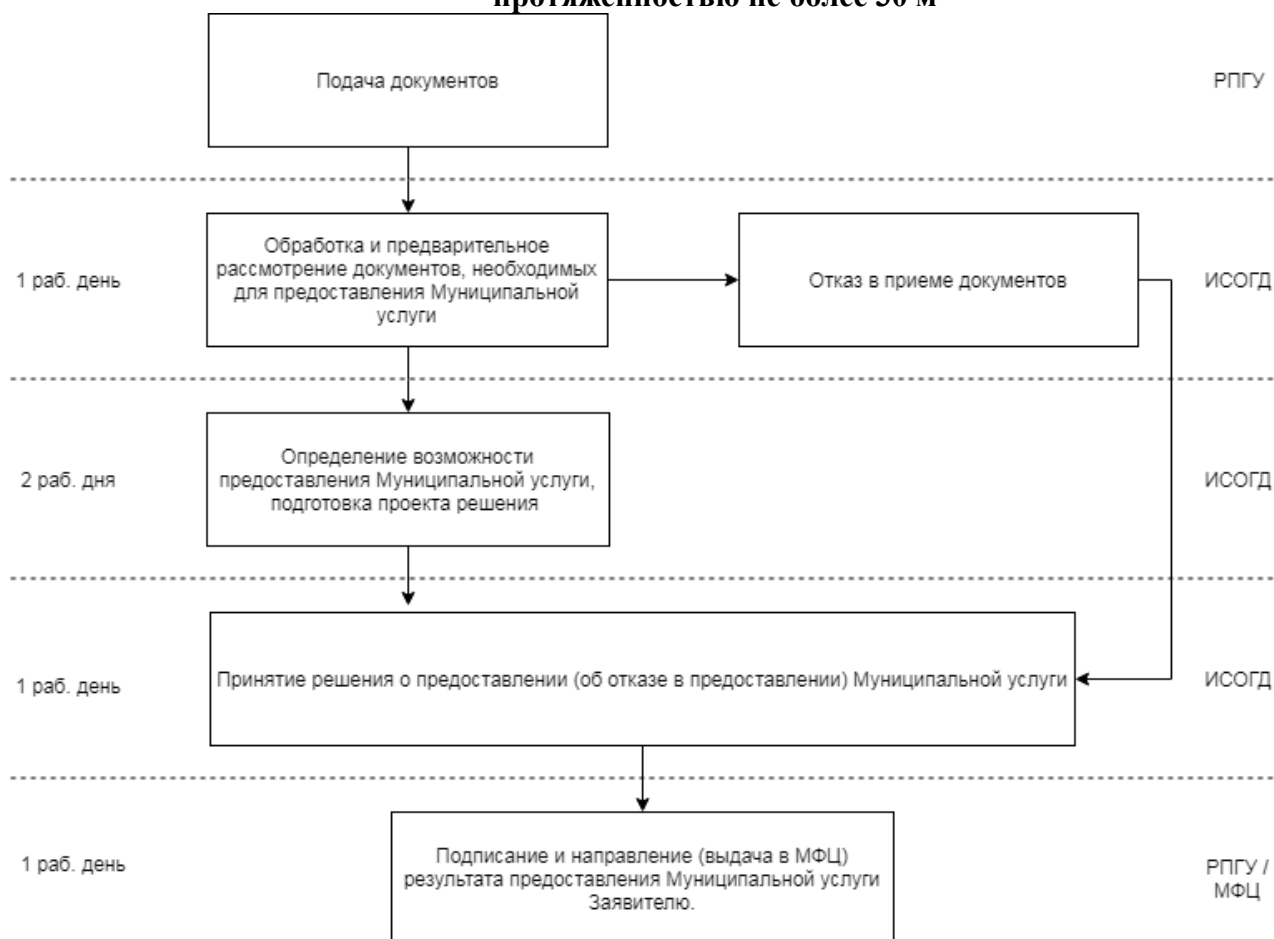 протяженностью не более 30 м
Подача документов
РПГУ
1 раб. день
Обработка и предварительное
рассмотрение документов, необходимых
для предоставления Муниципальной
услуги
Отказ в приеме документов
ИСОГД
2 раб. дня
Определение возможности
предоставления Муниципальной услуги,
подготовка проекта решения
ИСОГД
1 раб. день
Принятие решения о предоставлении (об отказе в предоставлении) Муниципальной услуги
ИСОГД
1 раб. день
Подписание и направление (выдача в МФЦ)
результата предоставления Муниципальной услуги
Заявителю.
РПГУ /
МФЦ